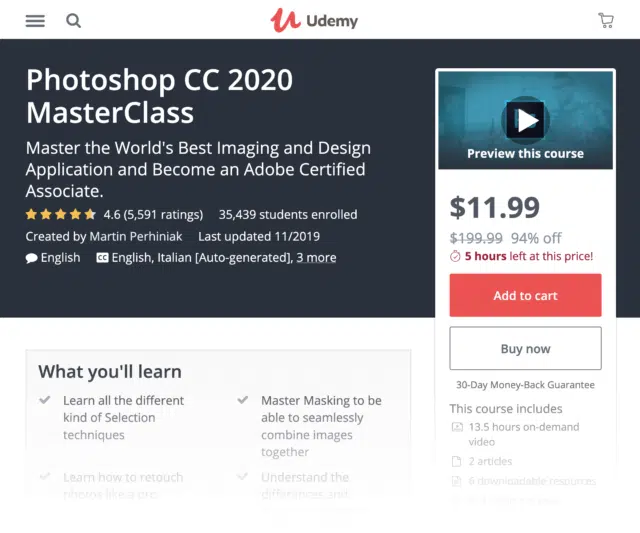 Udemy
Photoshop CC 2020
MasterClass
Master the World's Best Imaging and Design
Application and Become an Adobe Certified
Associate.
4.6 (5,591 ratings) 35,439 students enrolled
Created by Martin Perhiniak Last updated 11/2019
English English, Italian [Auto-generated], 3 more
Preview this course
$11.99
$199.99 94% off
5 hours left at this price!
Add to cart
Buy now
30-Day Money-Back Guarantee
This course includes
13.5 hours on-demand
video
2 articles
6 downloadable resources
What you'll learn
Learn all the different
kind of Selection
techniques
Master Masking to be
able to seamlessly
combine images
together
Learn how to retouch
photos like a pro
Understand the
differences and